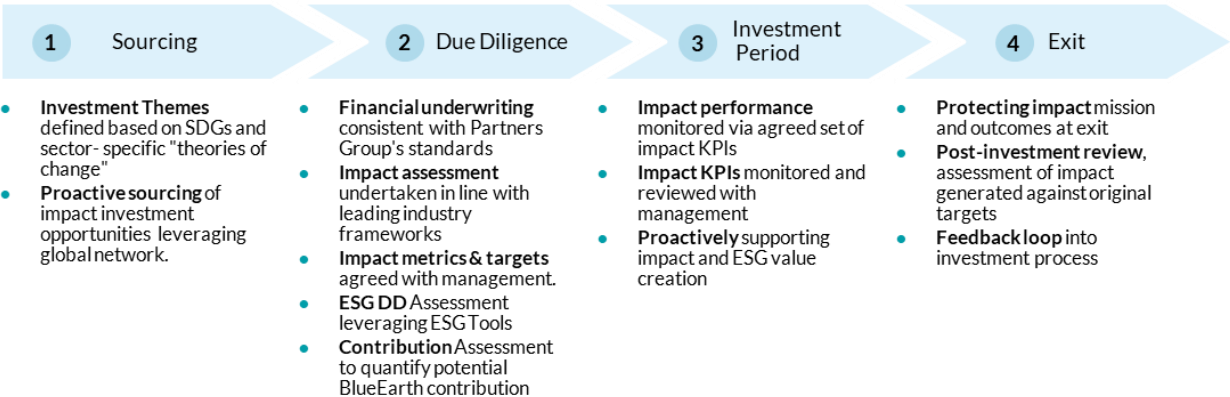 1 Sourcing
2 Due Diligence
3 Investment
Period
4 Exit
• Investment Themes
defined based on SDGs and
sector- specific "theories of
change"
• Proactive sourcing of
impact investment
opportunities leveraging
global network.
• Financial underwriting
consistent with Partners
Group's standards
• Impact assessment
undertaken in line with
leading industry
frameworks
• Impact metrics & targets
agreed with management.
• ESG DD Assessment
leveraging ESG Tools
• Contribution Assessment
to quantify potential
BlueEarth contribution
• Impact performance
monitored via agreed set of
impact KPIs
• Impact KPIs monitored and
reviewed with
management
• Proactively supporting
impact and ESG value
creation
• Protecting impact mission
and outcomes at exit
• Post-investment review,
assessment of impact
generated against original
targets
• Feedback loop into
investment process